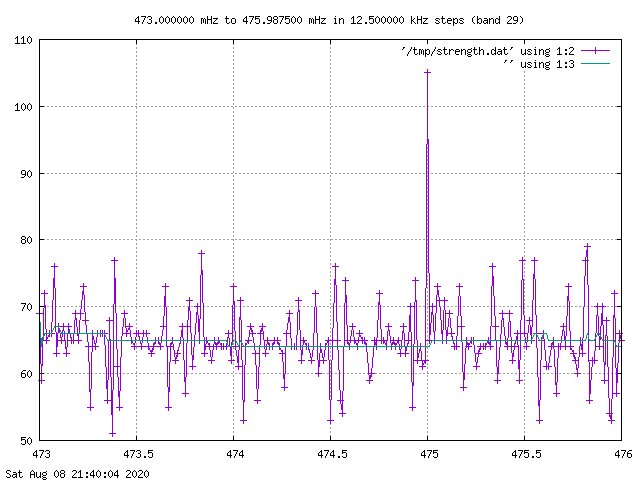 473.000000 mHz to 475.987500 mHz in 12.500000 kHz steps (band 29)
110
'/tmp/strength.dat' using 1:2
'' using 1:3
100
90
80
70
60
50
473 473.5 474 474.5 475 475.5 476
Sat Aug 08 21:40:04 2020